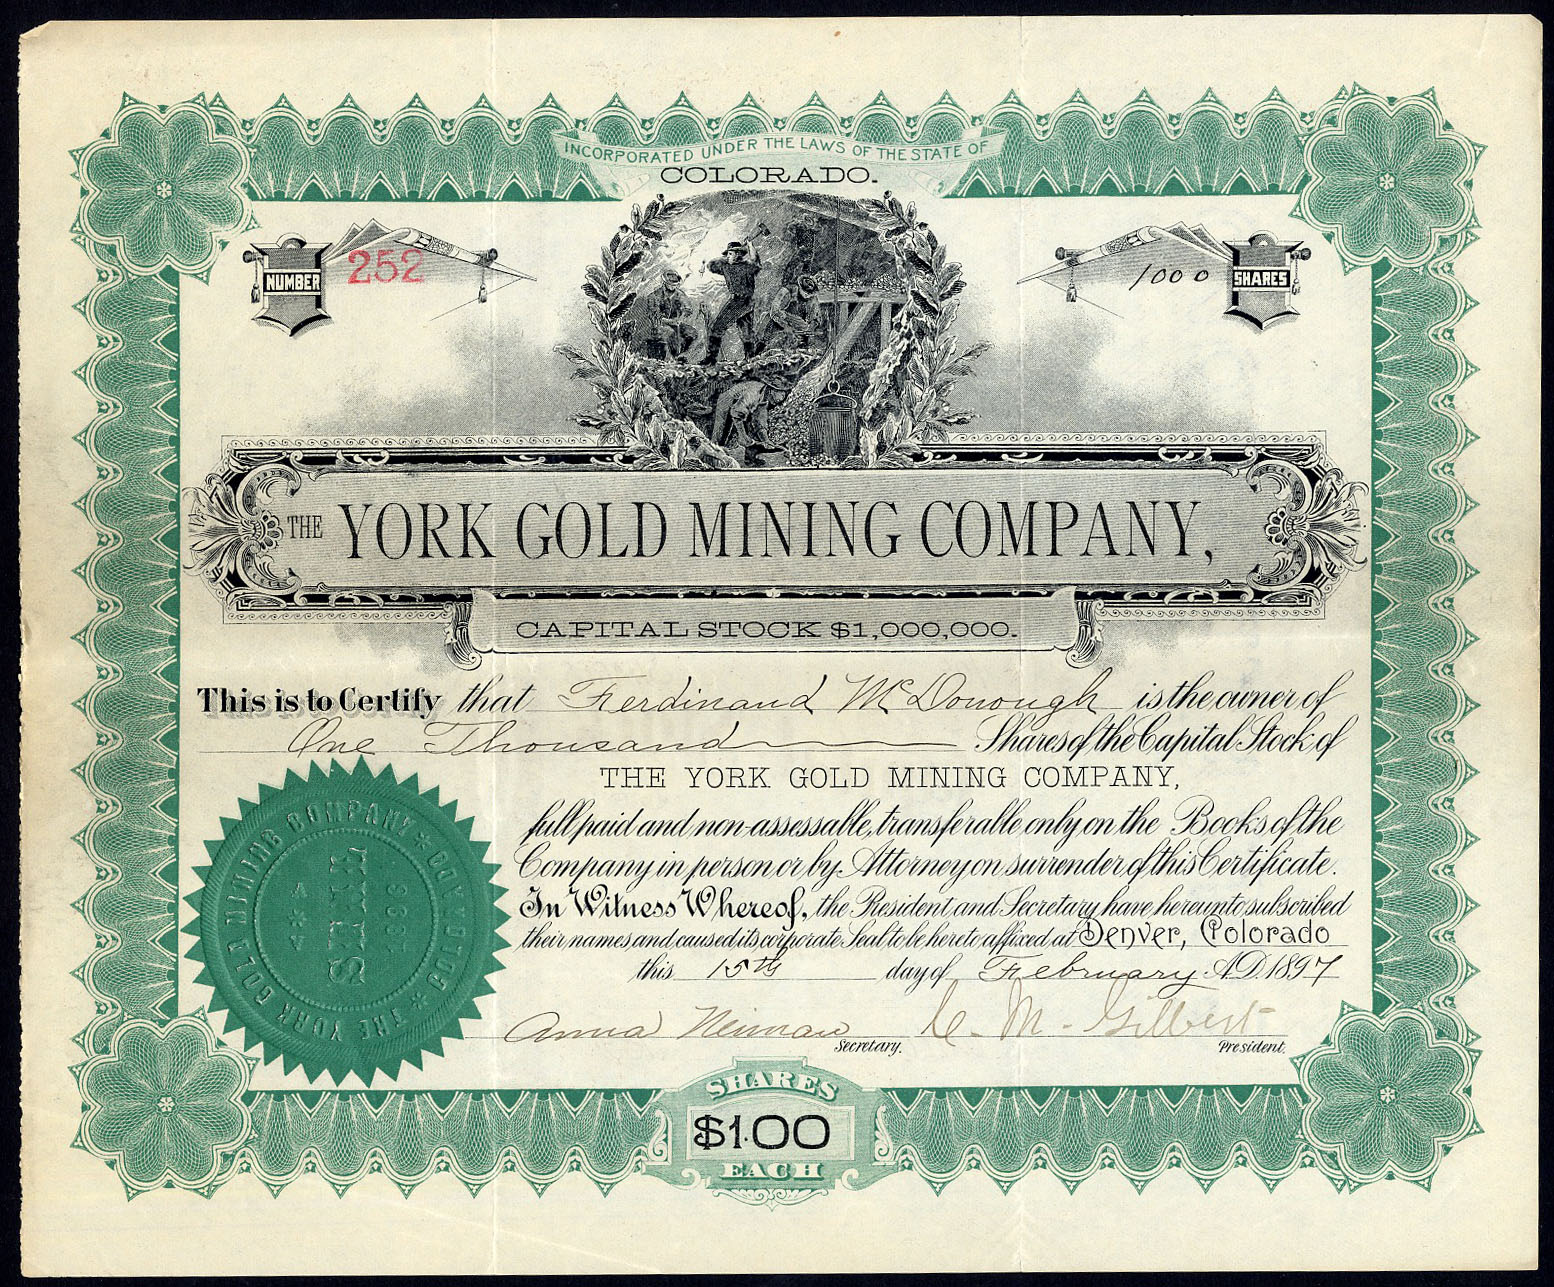 INCORPORATED UNDER THE LAWS OF THE STATE OF
COLORADO.
NUMBER 252
1000 SHARES
THE YORK GOLD MINING COMPANY,
CAPITAL STOCK $1,000,000.
This is to Certify that Ferdinand McDonough is the owner of
One Thousand Shares of the Capital Stock of
THE YORK GOLD MINING COMPANY,
full paid and non-assessable, transferable only on the Books of the
Company in person or by Attorney on surrender of this Certificate.
In Witness Whereof, the President and Secretary have hereunto subscribed
their names and caused its corporate Seal to be hereto affixed at Denver, Colorado
this 15th day of February A.D. 1897
Anna Neiman C. M. Gilbert
Secretary. President.
THE YORK GOLD MINING COMPANY * COLORADO *
SEAL
1896
SHARES
$1.00
EACH